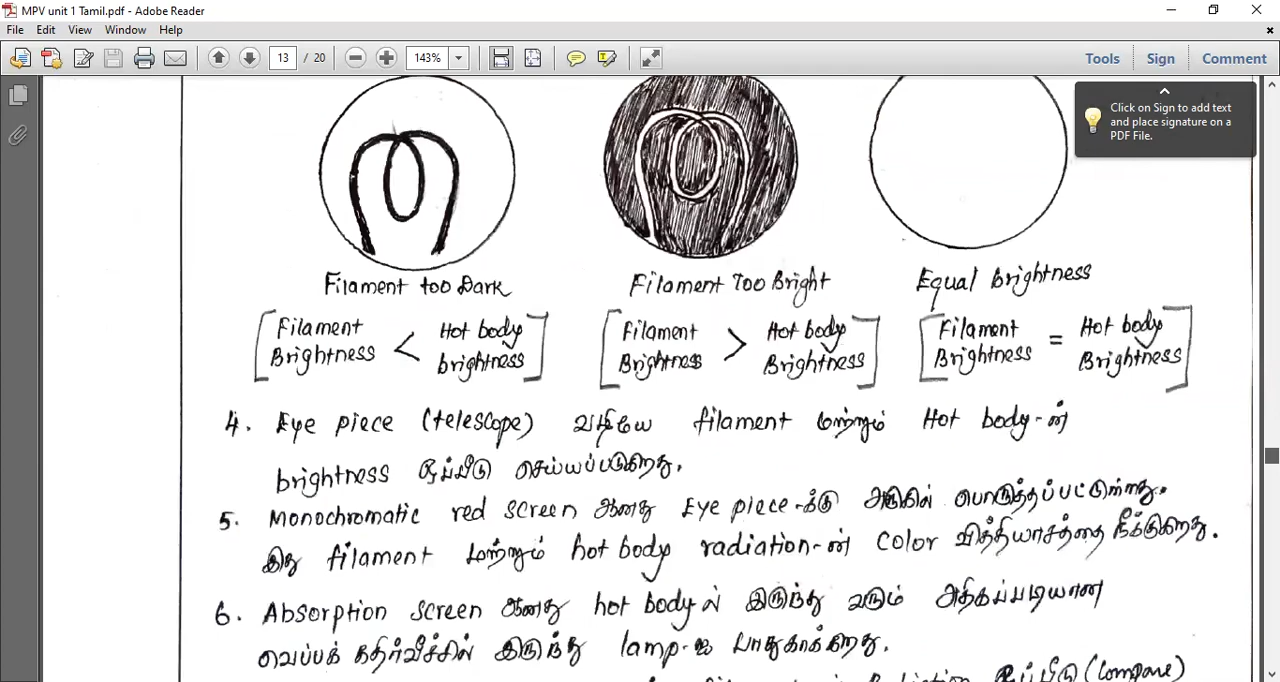 MPV unit 1 Tamil.pdf - Adobe Reader
File Edit View Window Help
13 / 20 143% Tools Sign Comment
Click on Sign to add text
and place signature on a
PDF File.
Filament too Dark
Filament Too Bright
Equal Brightness
[Filament Brightness < Hot body brightness]
[Filament Brightness > Hot body Brightness]
[Filament Brightness = Hot body Brightness]
4. Eye piece (telescope) வழியே filament மற்றும் Hot body-ன்
brightness ஒப்பீடு செய்யப்படுகிறது.
5. Monochromatic red screen ஆனது Eye piece-க்கு அருகில் பொருத்தப்பட்டுள்ளது.
இது filament மற்றும் hot body radiation-ன் color வித்தியாசத்தை நீக்குகிறது.
6. Absorption screen ஆனது hot bodyல் இருந்து வரும் அதிகப்படியான
வெப்பக் கதிர்வீச்சில் இருந்து lamp-ஐ பாதுகாக்கிறது.
ஒப்பீடு (Compare)